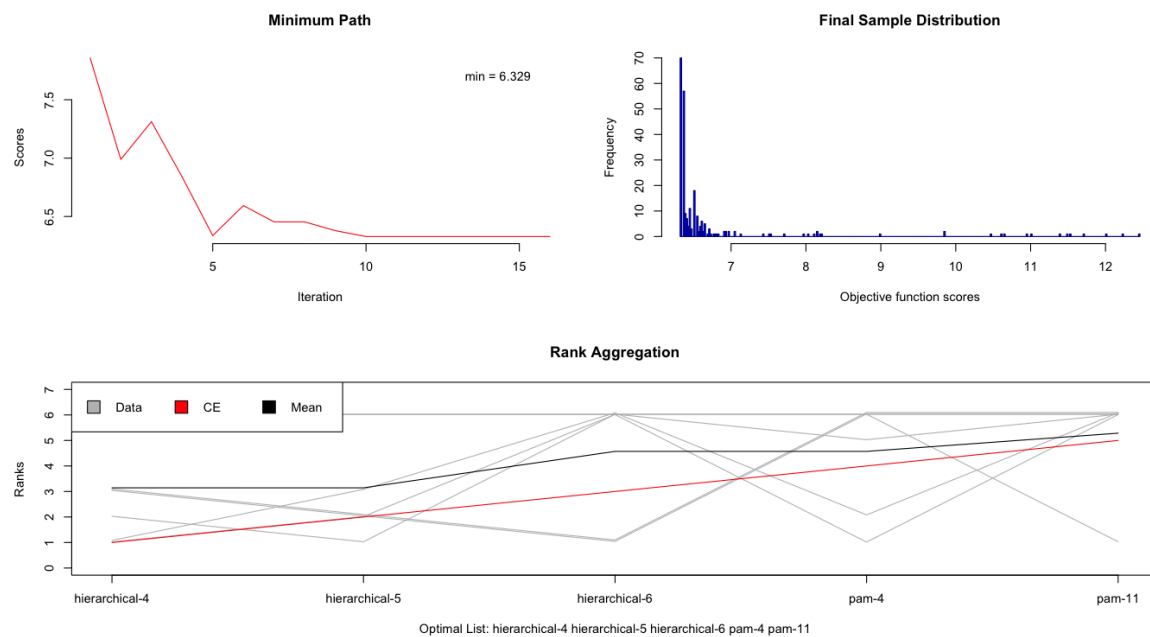 Minimum Path
min = 6.329
Scores
7.5
7.0
6.5
5
10
15
Iteration
Final Sample Distribution
Frequency
70
60
50
40
30
20
10
0
7
8
9
10
11
12
Objective function scores
Rank Aggregation
Data
CE
Mean
Ranks
7
6
5
4
3
2
1
0
hierarchical-4
hierarchical-5
hierarchical-6
pam-4
pam-11
Optimal List: hierarchical-4 hierarchical-5 hierarchical-6 pam-4 pam-11